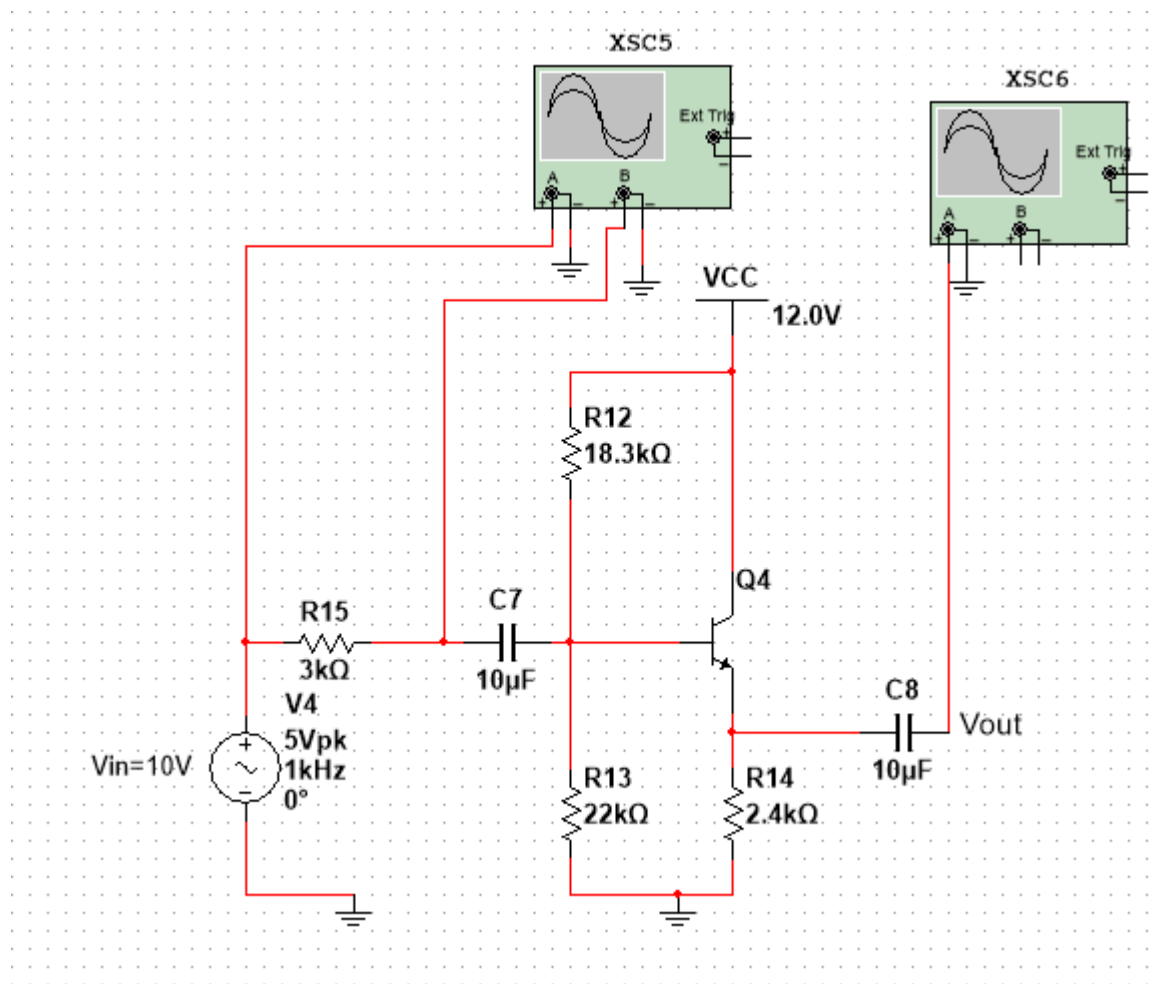 XSC5
XSC6
Ext Trig
+
−
A
B
+ − + −
Ext Trig
+
−
A
B
+ − + −
VCC
12.0V
R12
18.3kΩ
Q4
C7
10µF
R15
3kΩ
V4
5Vpk
1kHz
0°
Vin=10V
+
−
C8
10µF
Vout
R13
22kΩ
R14
2.4kΩ